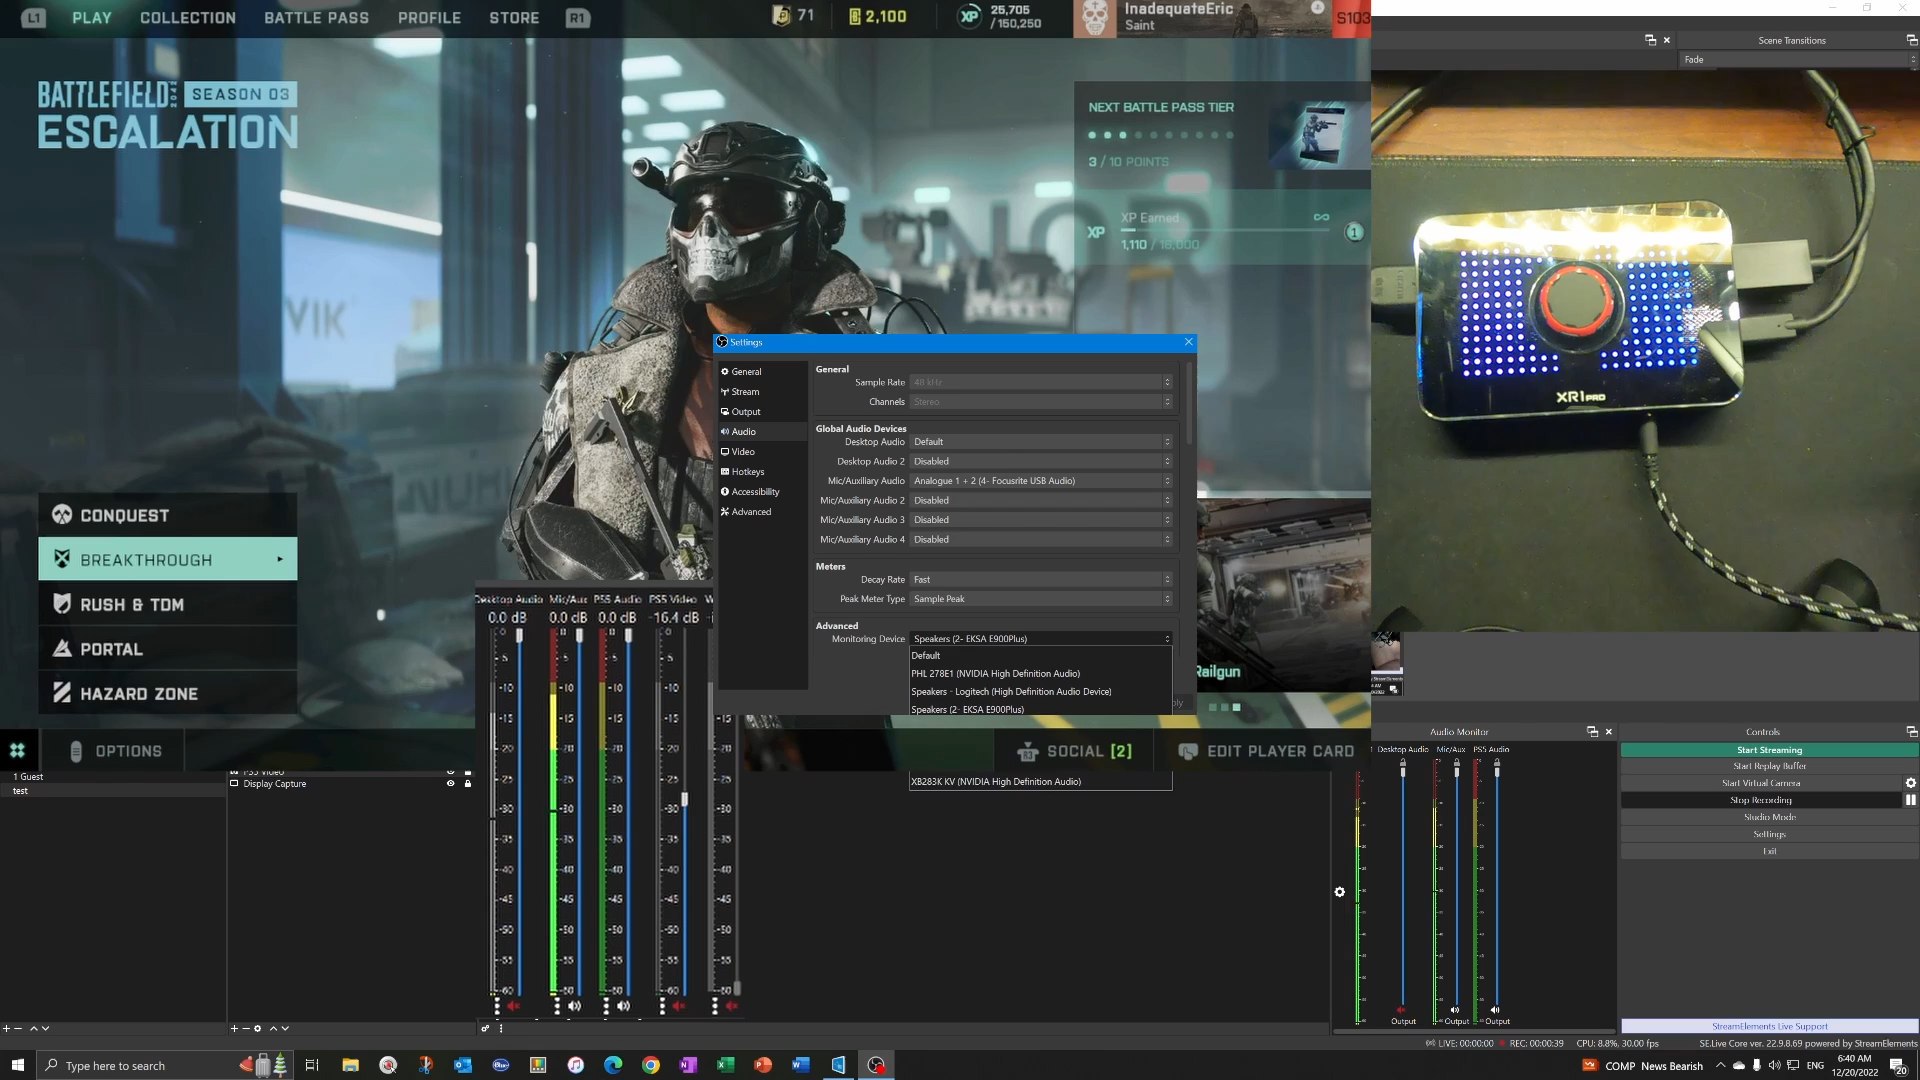 L1 PLAY COLLECTION BATTLE PASS PROFILE STORE R1
71
2,100
XP 25,705
/150,250
InadequateEric
Saint
S103
BATTLEFIELD 2042 SEASON 03
ESCALATION
NEXT BATTLE PASS TIER
3 / 10 POINTS
XP
XP Earned
1,110 / 15,000
1
CONQUEST
BREAKTHROUGH
RUSH & TDM
PORTAL
HAZARD ZONE
OPTIONS
R3 SOCIAL [2]
EDIT PLAYER CARD
Railgun
Settings
General
Stream
Output
Audio
Video
Hotkeys
Accessibility
Advanced
General
Sample Rate 48 kHz
Channels Stereo
Global Audio Devices
Desktop Audio Default
Desktop Audio 2 Disabled
Mic/Auxiliary Audio Analogue 1 + 2 (4- Focusrite USB Audio)
Mic/Auxiliary Audio 2 Disabled
Mic/Auxiliary Audio 3 Disabled
Mic/Auxiliary Audio 4 Disabled
Meters
Decay Rate Fast
Peak Meter Type Sample Peak
Advanced
Monitoring Device Speakers (2- EKSA E900Plus)
Default
PHL 278E1 (NVIDIA High Definition Audio)
Speakers - Logitech (High Definition Audio Device)
Speakers (2- EKSA E900Plus)
XB283K KV (NVIDIA High Definition Audio)
Desktop Audio Mic/Aux PS5 Audio PS5 Video
0.0 dB 0.0 dB 0.0 dB -16.4 dB
Scene Transitions
Fade
XR1 PRO
1 Guest
test
PS5 Video
Display Capture
Audio Monitor
Desktop Audio Mic/Aux PS5 Audio
Output Output Output
Controls
Start Streaming
Start Replay Buffer
Start Virtual Camera
Stop Recording
Studio Mode
Settings
Exit
StreamElements Live Support
LIVE: 00:00:00 REC: 00:00:39 CPU: 8.8%, 30.00 fps SE.Live Core ver. 22.9.8.69 powered by StreamElements
Type here to search
COMP News Bearish
ENG
6:40 AM
12/20/2022
20